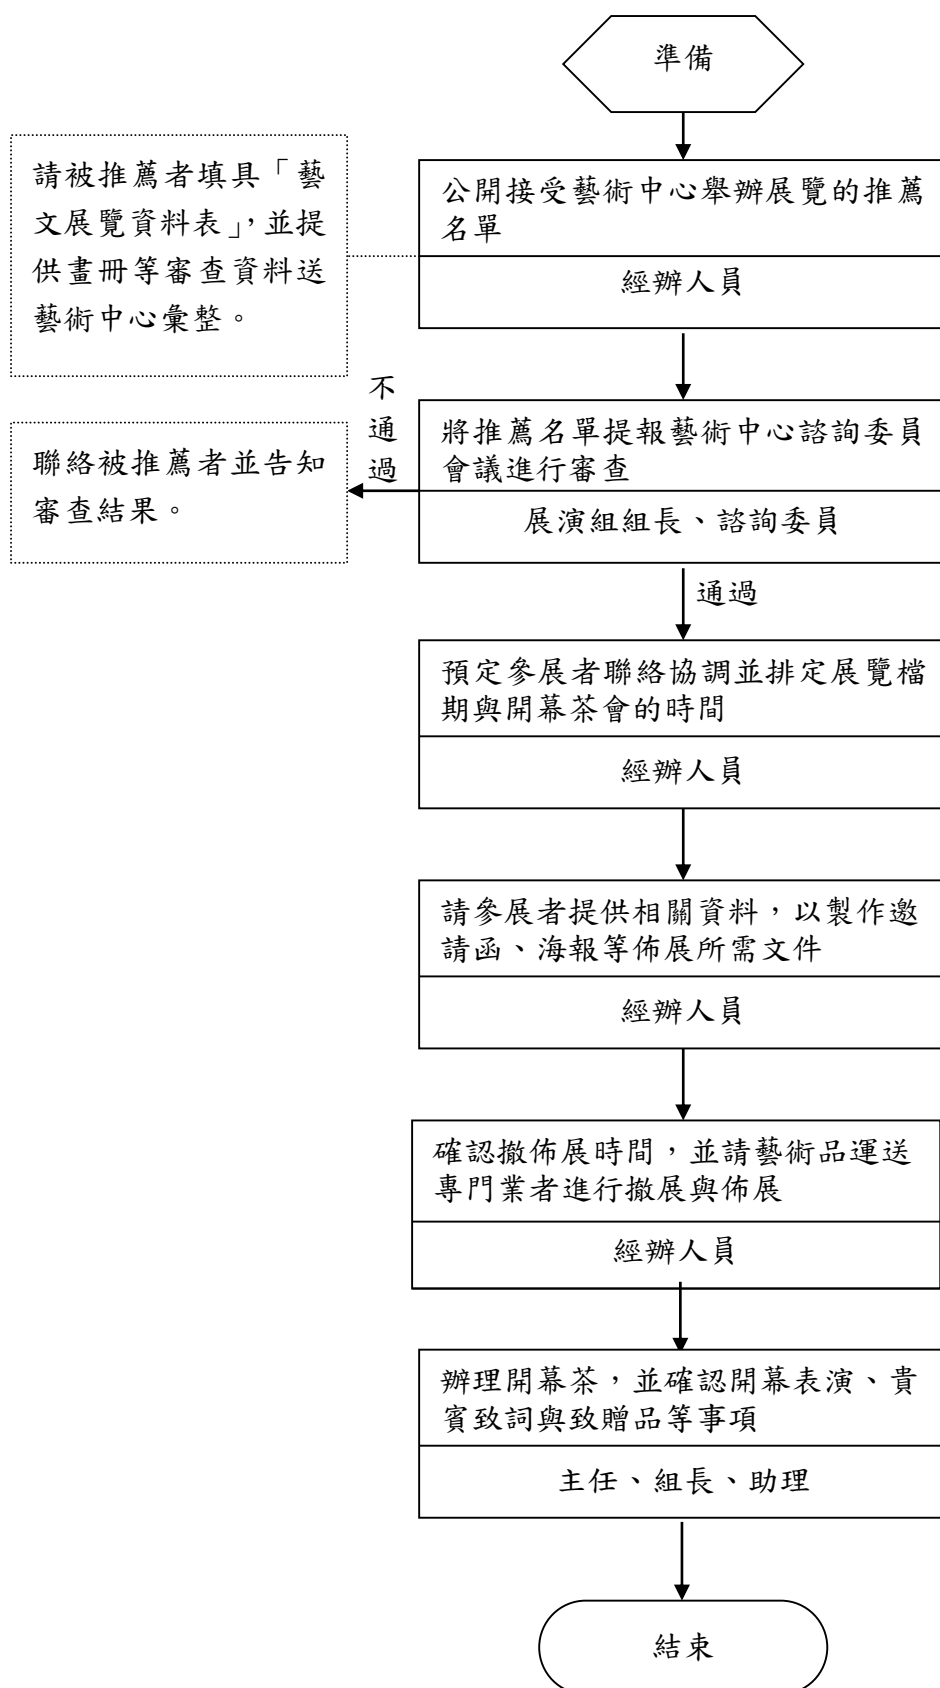 準備
請被推薦者填具「藝
文展覽資料表」，並提
供畫冊等審查資料送
藝術中心彙整。
公開接受藝術中心舉辦展覽的推薦
名單
經辦人員
不
通
過
聯絡被推薦者並告知
審查結果。
將推薦名單提報藝術中心諮詢委員
會議進行審查
展演組組長、諮詢委員
通過
預定參展者聯絡協調並排定展覽檔
期與開幕茶會的時間
經辦人員
請參展者提供相關資料，以製作邀
請函、海報等佈展所需文件
經辦人員
確認撤佈展時間，並請藝術品運送
專門業者進行撤展與佈展
經辦人員
辦理開幕茶，並確認開幕表演、貴
賓致詞與致贈品等事項
主任、組長、助理
結束